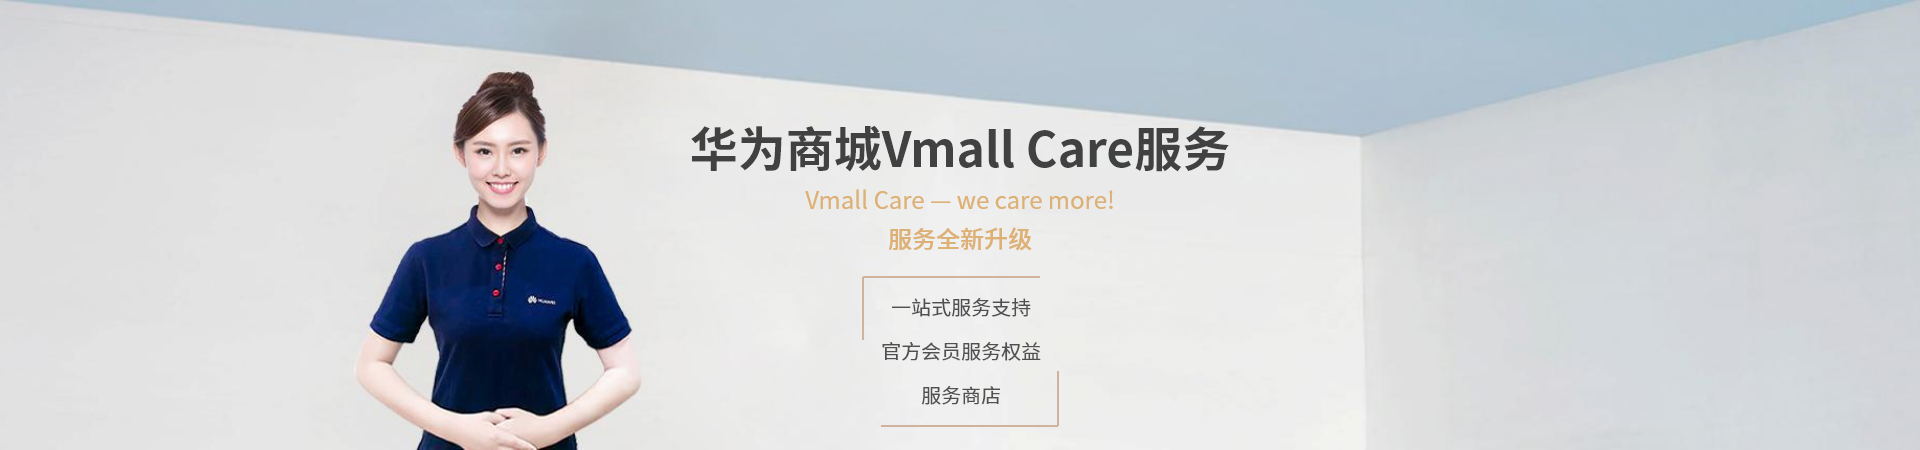 华为商城Vmall Care服务
Vmall Care — we care more!
服务全新升级
一站式服务支持
官方会员服务权益
服务商店
HUAWEI